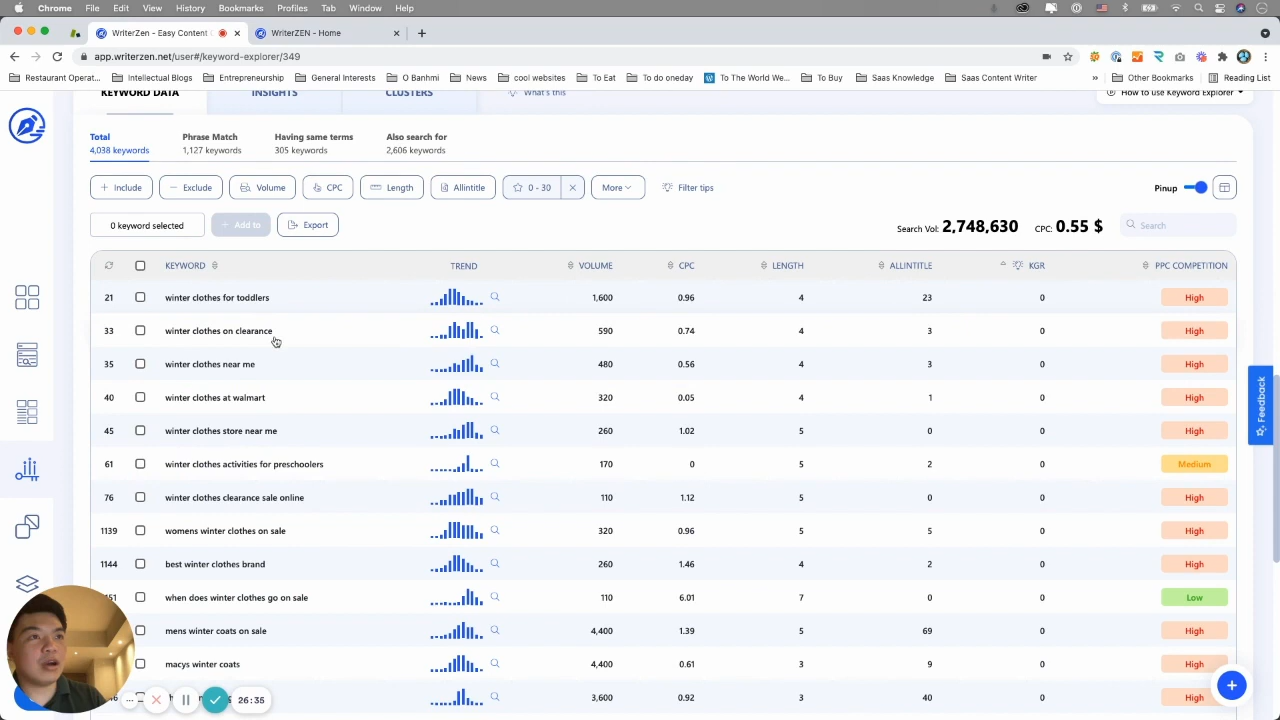 Chrome File Edit View History Bookmarks Profiles Tab Window Help
WriterZen - Easy Content
WriterZEN - Home
app.writerzen.net/user#/keyword-explorer/349
Restaurant Operat... Intellectual Blogs Entrepreneurship General Interests O Banhmi News cool websites To Eat To do oneday To The World We... To Buy Saas Knowledge Saas Content Writer » Other Bookmarks Reading List
KEYWORD DATA INSIGHTS CLUSTERS What's this How to use Keyword Explorer
Total Phrase Match Having same terms Also search for
4,038 keywords 1,127 keywords 305 keywords 2,606 keywords
+ Include − Exclude Volume CPC Length Allintitle 0 - 30 × More Filter tips Pinup
0 keyword selected + Add to Export Search Vol: 2,748,630 CPC: 0.55 $ Search
KEYWORD TREND VOLUME CPC LENGTH ALLINTITLE KGR PPC COMPETITION
21 winter clothes for toddlers 1,600 0.96 4 23 0 High
33 winter clothes on clearance 590 0.74 4 3 0 High
35 winter clothes near me 480 0.56 4 3 0 High
40 winter clothes at walmart 320 0.05 4 1 0 High
45 winter clothes store near me 260 1.02 5 0 0 High
61 winter clothes activities for preschoolers 170 0 5 2 0 Medium
76 winter clothes clearance sale online 110 1.12 5 0 0 High
1139 womens winter clothes on sale 320 0.96 5 5 0 High
1144 best winter clothes brand 260 1.46 4 2 0 High
when does winter clothes go on sale 110 6.01 7 0 0 Low
mens winter coats on sale 4,400 1.39 5 69 0 High
macys winter coats 4,400 0.61 3 9 0 High
3,600 0.92 3 40 0 High
Feedback
26:35